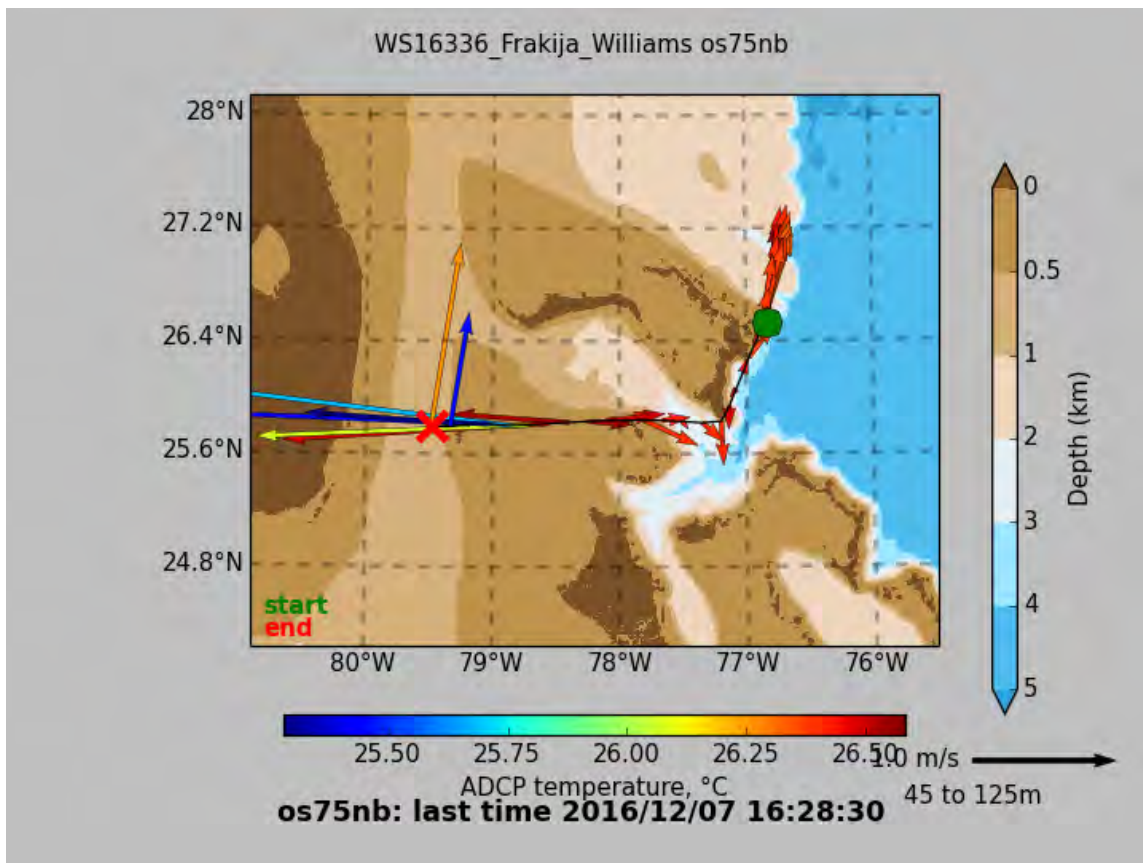 WS16336_Frakija_Williams os75nb
28°N
27.2°N
26.4°N
25.6°N
24.8°N
start
end
80°W 79°W 78°W 77°W 76°W
0
0.5
1
2
3
4
5
Depth (km)
25.50 25.75 26.00 26.25 26.50
1.0 m/s
ADCP temperature, °C
45 to 125m
os75nb: last time 2016/12/07 16:28:30